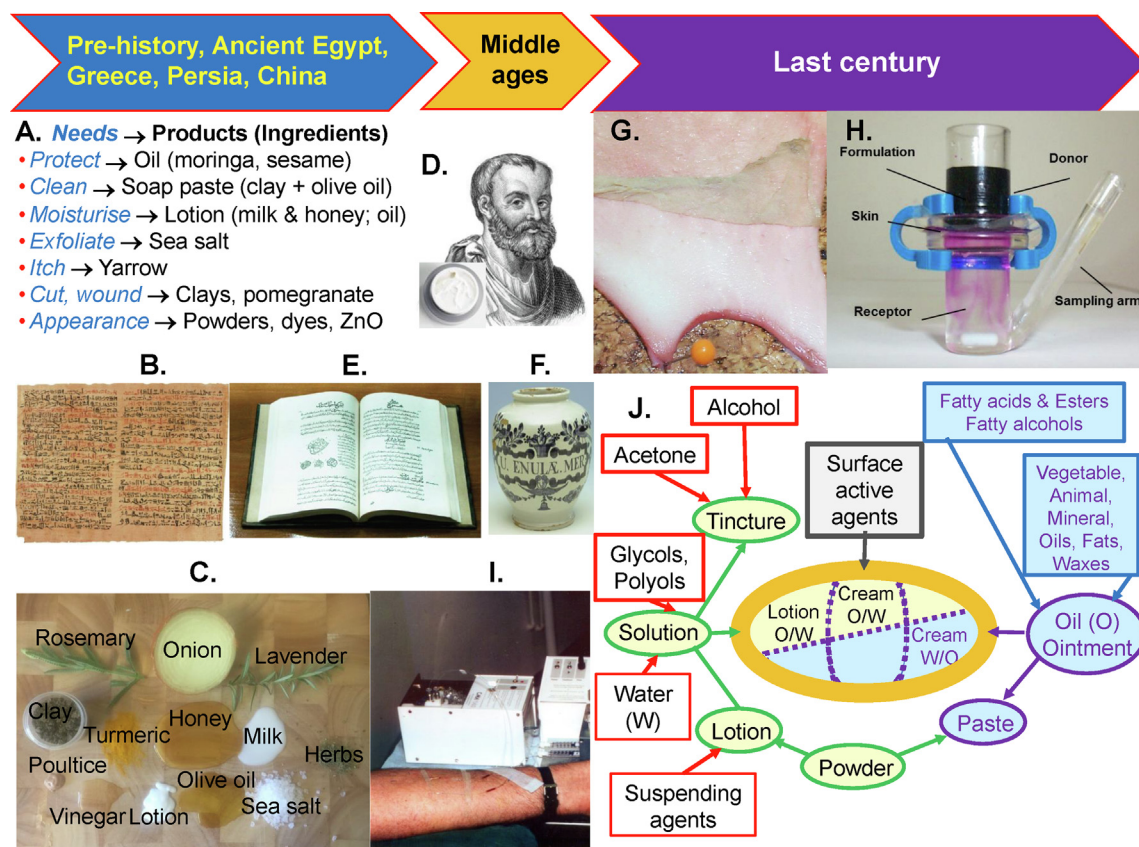 Pre-history, Ancient Egypt,
Greece, Persia, China
Middle
ages
Last century
A. Needs → Products (Ingredients)
• Protect → Oil (moringa, sesame)
• Clean → Soap paste (clay + olive oil)
• Moisturise → Lotion (milk & honey; oil)
• Exfoliate → Sea salt
• Itch → Yarrow
• Cut, wound → Clays, pomegranate
• Appearance → Powders, dyes, ZnO
D.
G.
H.
Formulation
Donor
Skin
Sampling arm
Receptor
B.
E.
F.
U. ENULÆ.MER
C.
Rosemary
Onion
Lavender
Clay
Honey
Turmeric
Milk
Herbs
Poultice
Olive oil
Sea salt
Vinegar
Lotion
I.
J.
Alcohol
Acetone
Tincture
Glycols,
Polyols
Solution
Water
(W)
Lotion
Suspending
agents
Powder
Surface
active
agents
Lotion
O/W
Cream
O/W
Cream
W/O
Fatty acids & Esters
Fatty alcohols
Vegetable,
Animal,
Mineral,
Oils, Fats,
Waxes
Oil (O)
Ointment
Paste